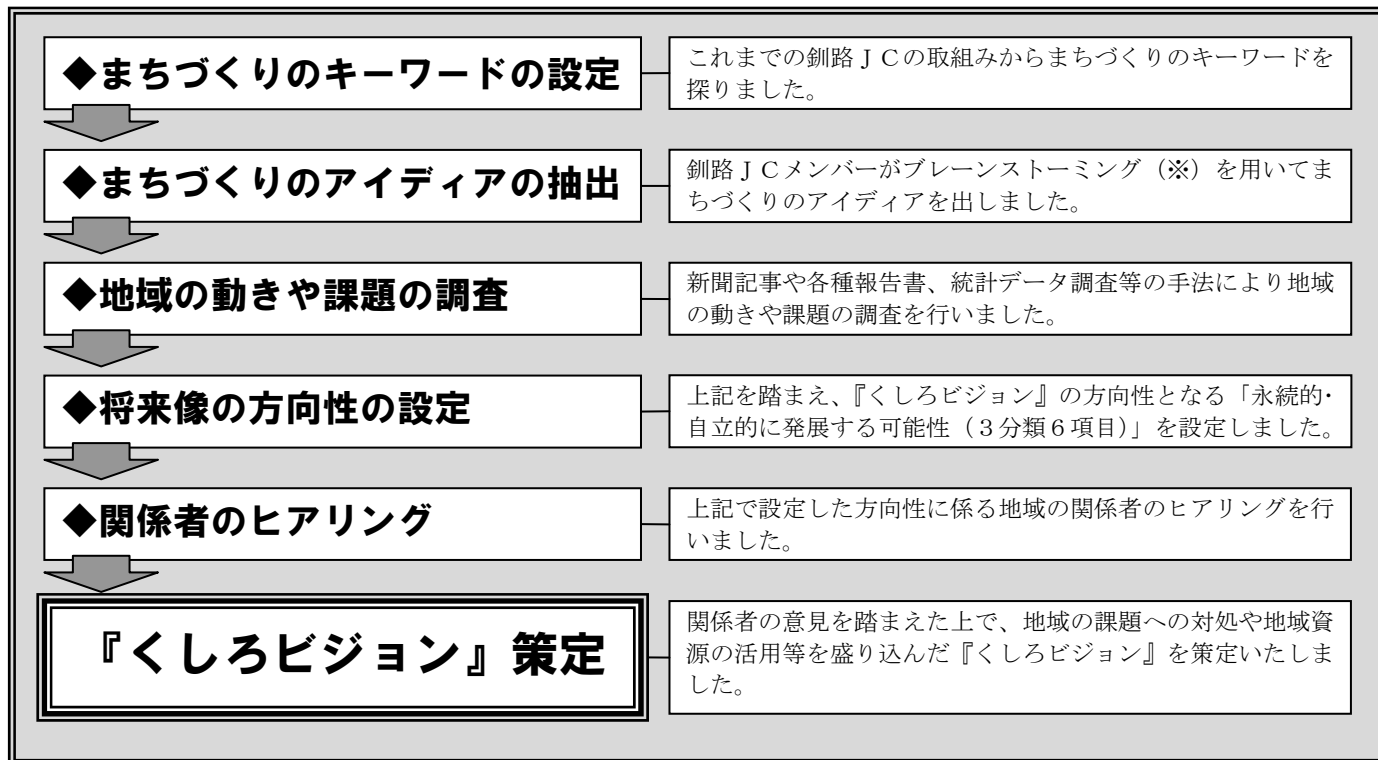 ◆まちづくりのキーワードの設定
これまでの釧路ＪＣの取組みからまちづくりのキーワードを
探りました。
◆まちづくりのアイディアの抽出
釧路ＪＣメンバーがブレーンストーミング（※）を用いてま
ちづくりのアイディアを出しました。
◆地域の動きや課題の調査
新聞記事や各種報告書、統計データ調査等の手法により地域
の動きや課題の調査を行いました。
◆将来像の方向性の設定
上記を踏まえ、『くしろビジョン』の方向性となる「永続的・
自立的に発展する可能性（３分類６項目）」を設定しました。
◆関係者のヒアリング
上記で設定した方向性に係る地域の関係者のヒアリングを行
いました。
『くしろビジョン』策定
関係者の意見を踏まえた上で、地域の課題への対処や地域資
源の活用等を盛り込んだ『くしろビジョン』を策定いたしま
した。